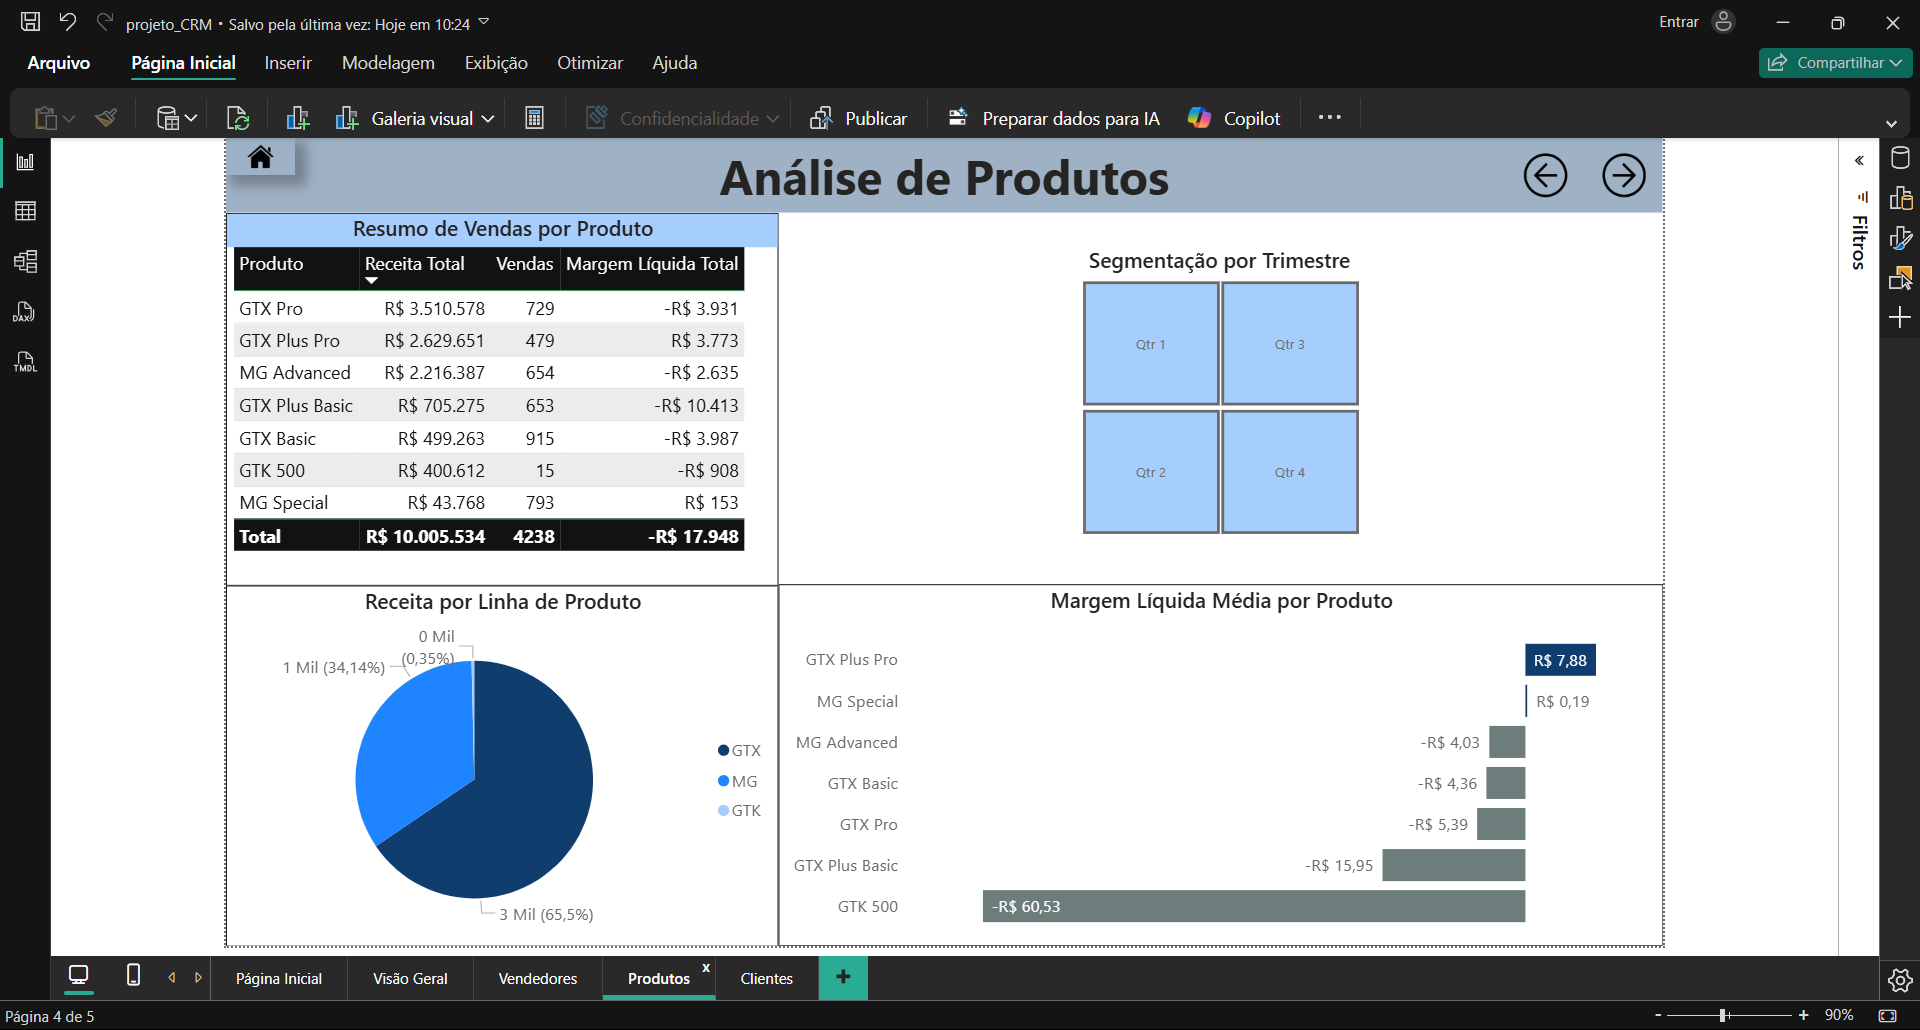 projeto_CRM • Salvo pela última vez: Hoje em 10:24
Entrar
Arquivo
Página Inicial
Inserir
Modelagem
Exibição
Otimizar
Ajuda
Compartilhar
Galeria visual
Confidencialidade
Publicar
Preparar dados para IA
Copilot
DAX
TMDL
Filtros
Análise de Produtos
Resumo de Vendas por Produto
Produto Receita Total Vendas Margem Líquida Total
GTX Pro R$ 3.510.578 729 -R$ 3.931
GTX Plus Pro R$ 2.629.651 479 R$ 3.773
MG Advanced R$ 2.216.387 654 -R$ 2.635
GTX Plus Basic R$ 705.275 653 -R$ 10.413
GTX Basic R$ 499.263 915 -R$ 3.987
GTK 500 R$ 400.612 15 -R$ 908
MG Special R$ 43.768 793 R$ 153
Total R$ 10.005.534 4238 -R$ 17.948
Segmentação por Trimestre
Qtr 1 Qtr 3
Qtr 2 Qtr 4
Receita por Linha de Produto
0 Mil
(0,35%)
1 Mil (34,14%)
3 Mil (65,5%)
GTX
MG
GTK
Margem Líquida Média por Produto
GTX Plus Pro R$ 7,88
MG Special R$ 0,19
MG Advanced -R$ 4,03
GTX Basic -R$ 4,36
GTX Pro -R$ 5,39
GTX Plus Basic -R$ 15,95
GTK 500 -R$ 60,53
Página Inicial
Visão Geral
Vendedores
Produtos x
Clientes
+
Página 4 de 5
- + 90%